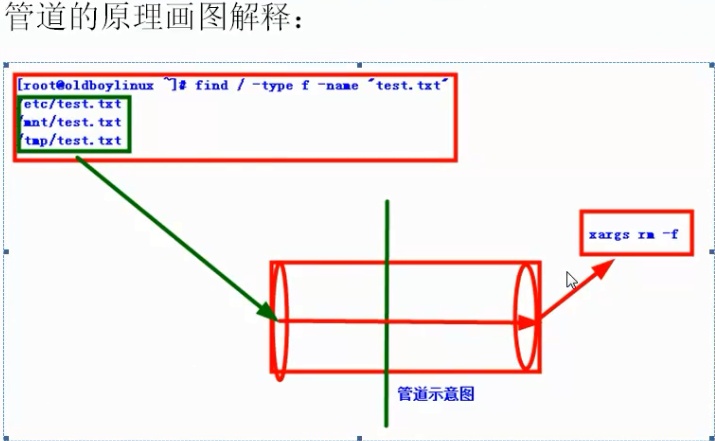 管道的原理画图解释：
[root@oldboylinux ~]# find / -type f -name "test.txt"
/etc/test.txt
/mnt/test.txt
/tmp/test.txt
xargs rm -f
管道示意图